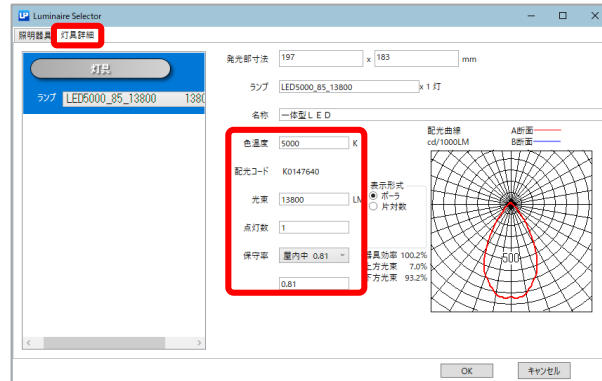 LP Luminaire Selector
照明器具 灯具詳細
灯具
ランプ LED5000_85_13800 1380
発光部寸法 197 x 183 mm
ランプ LED5000_85_13800 x 1 灯
名称 一体型ＬＥＤ
色温度 5000 K
配光コード K0147640
光束 13800 LM
点灯数 1
保守率 屋内中 0.81
0.81
表示形式
ポーラ
片対数
配光曲線 A断面
cd/1000LM B断面
500
器具効率 100.2%
上方光束 7.0%
下方光束 93.2%
OK キャンセル